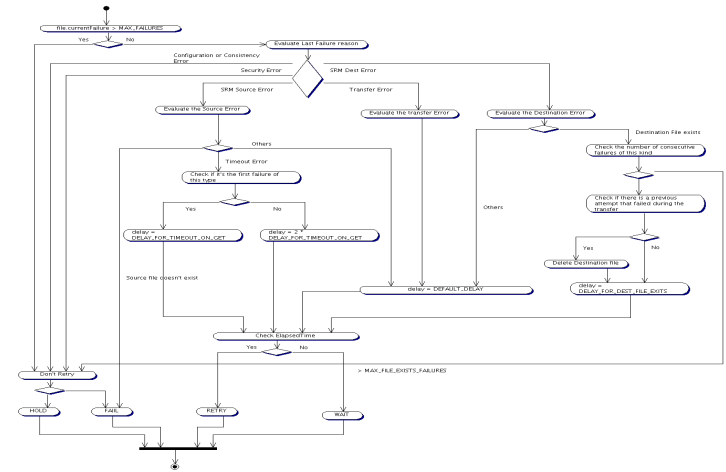 file.currentFailure > MAX_FAILURES
Yes
No
Evaluate Last Failure reason
Configuration or Consistency
Error
Security Error
SRM Dest Error
SRM Source Error
Transfer Error
Evaluate the Source Error
Evaluate the transfer Error
Evaluate the Destination Error
Others
Destination File exists
Check the number of consecutive
failures of this kind
Timeout Error
Check if it's the first failure of
this type
Check if there is a previous
attempt that failed during the
transfer
Yes
No
Others
delay =
DELAY_FOR_TIMEOUT_ON_GET
delay = 2 *
DELAY_FOR_TIMEOUT_ON_GET
Yes
No
Delete Destination file
Source file doesn't exist
delay = DEFAULT_DELAY
delay =
DELAY_FOR_DEST_FILE_EXITS
Check ElapsedTime
Yes
No
> MAX_FILE_EXISTS_FAILURES
Don't Retry
HOLD
FAIL
RETRY
WAIT